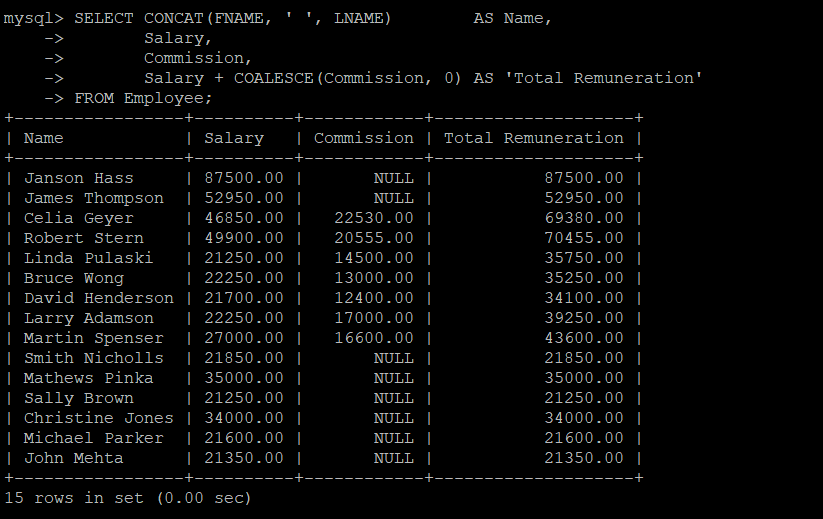 mysql> SELECT CONCAT(FNAME, ' ', LNAME)        AS Name,
    ->        Salary,
    ->        Commission,
    ->        Salary + COALESCE(Commission, 0) AS 'Total Remuneration'
    -> FROM Employee;
+-----------------+----------+------------+--------------------+
| Name            | Salary   | Commission | Total Remuneration |
+-----------------+----------+------------+--------------------+
| Janson Hass     | 87500.00 |       NULL |           87500.00 |
| James Thompson  | 52950.00 |       NULL |           52950.00 |
| Celia Geyer     | 46850.00 |   22530.00 |           69380.00 |
| Robert Stern    | 49900.00 |   20555.00 |           70455.00 |
| Linda Pulaski   | 21250.00 |   14500.00 |           35750.00 |
| Bruce Wong      | 22250.00 |   13000.00 |           35250.00 |
| David Henderson | 21700.00 |   12400.00 |           34100.00 |
| Larry Adamson   | 22250.00 |   17000.00 |           39250.00 |
| Martin Spenser  | 27000.00 |   16600.00 |           43600.00 |
| Smith Nicholls  | 21850.00 |       NULL |           21850.00 |
| Mathews Pinka   | 35000.00 |       NULL |           35000.00 |
| Sally Brown     | 21250.00 |       NULL |           21250.00 |
| Christine Jones | 34000.00 |       NULL |           34000.00 |
| Michael Parker  | 21600.00 |       NULL |           21600.00 |
| John Mehta      | 21350.00 |       NULL |           21350.00 |
+-----------------+----------+------------+--------------------+
15 rows in set (0.00 sec)